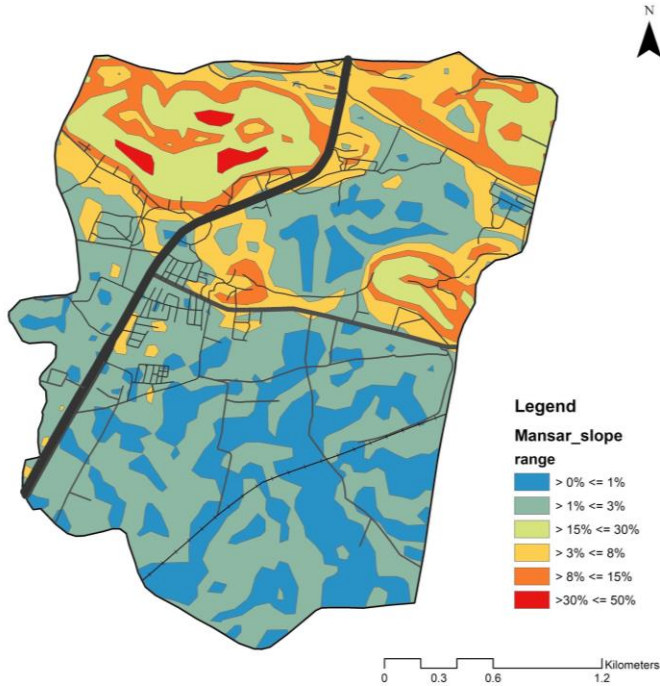 N
Legend
Mansar_slope
range
> 0% <= 1%
> 1% <= 3%
> 15% <= 30%
> 3% <= 8%
> 8% <= 15%
>30% <= 50%
Kilometers
0 0.3 0.6 1.2